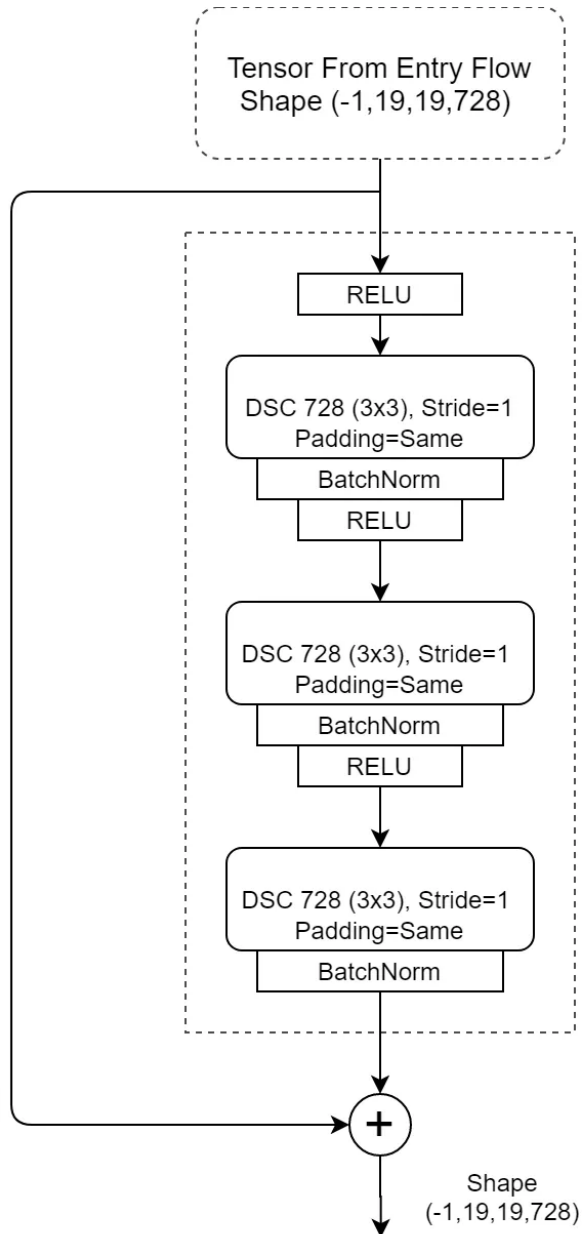 Tensor From Entry Flow
Shape (-1,19,19,728)
RELU
DSC 728 (3x3), Stride=1
Padding=Same
BatchNorm
RELU
DSC 728 (3x3), Stride=1
Padding=Same
BatchNorm
RELU
DSC 728 (3x3), Stride=1
Padding=Same
BatchNorm
+
Shape
(-1,19,19,728)